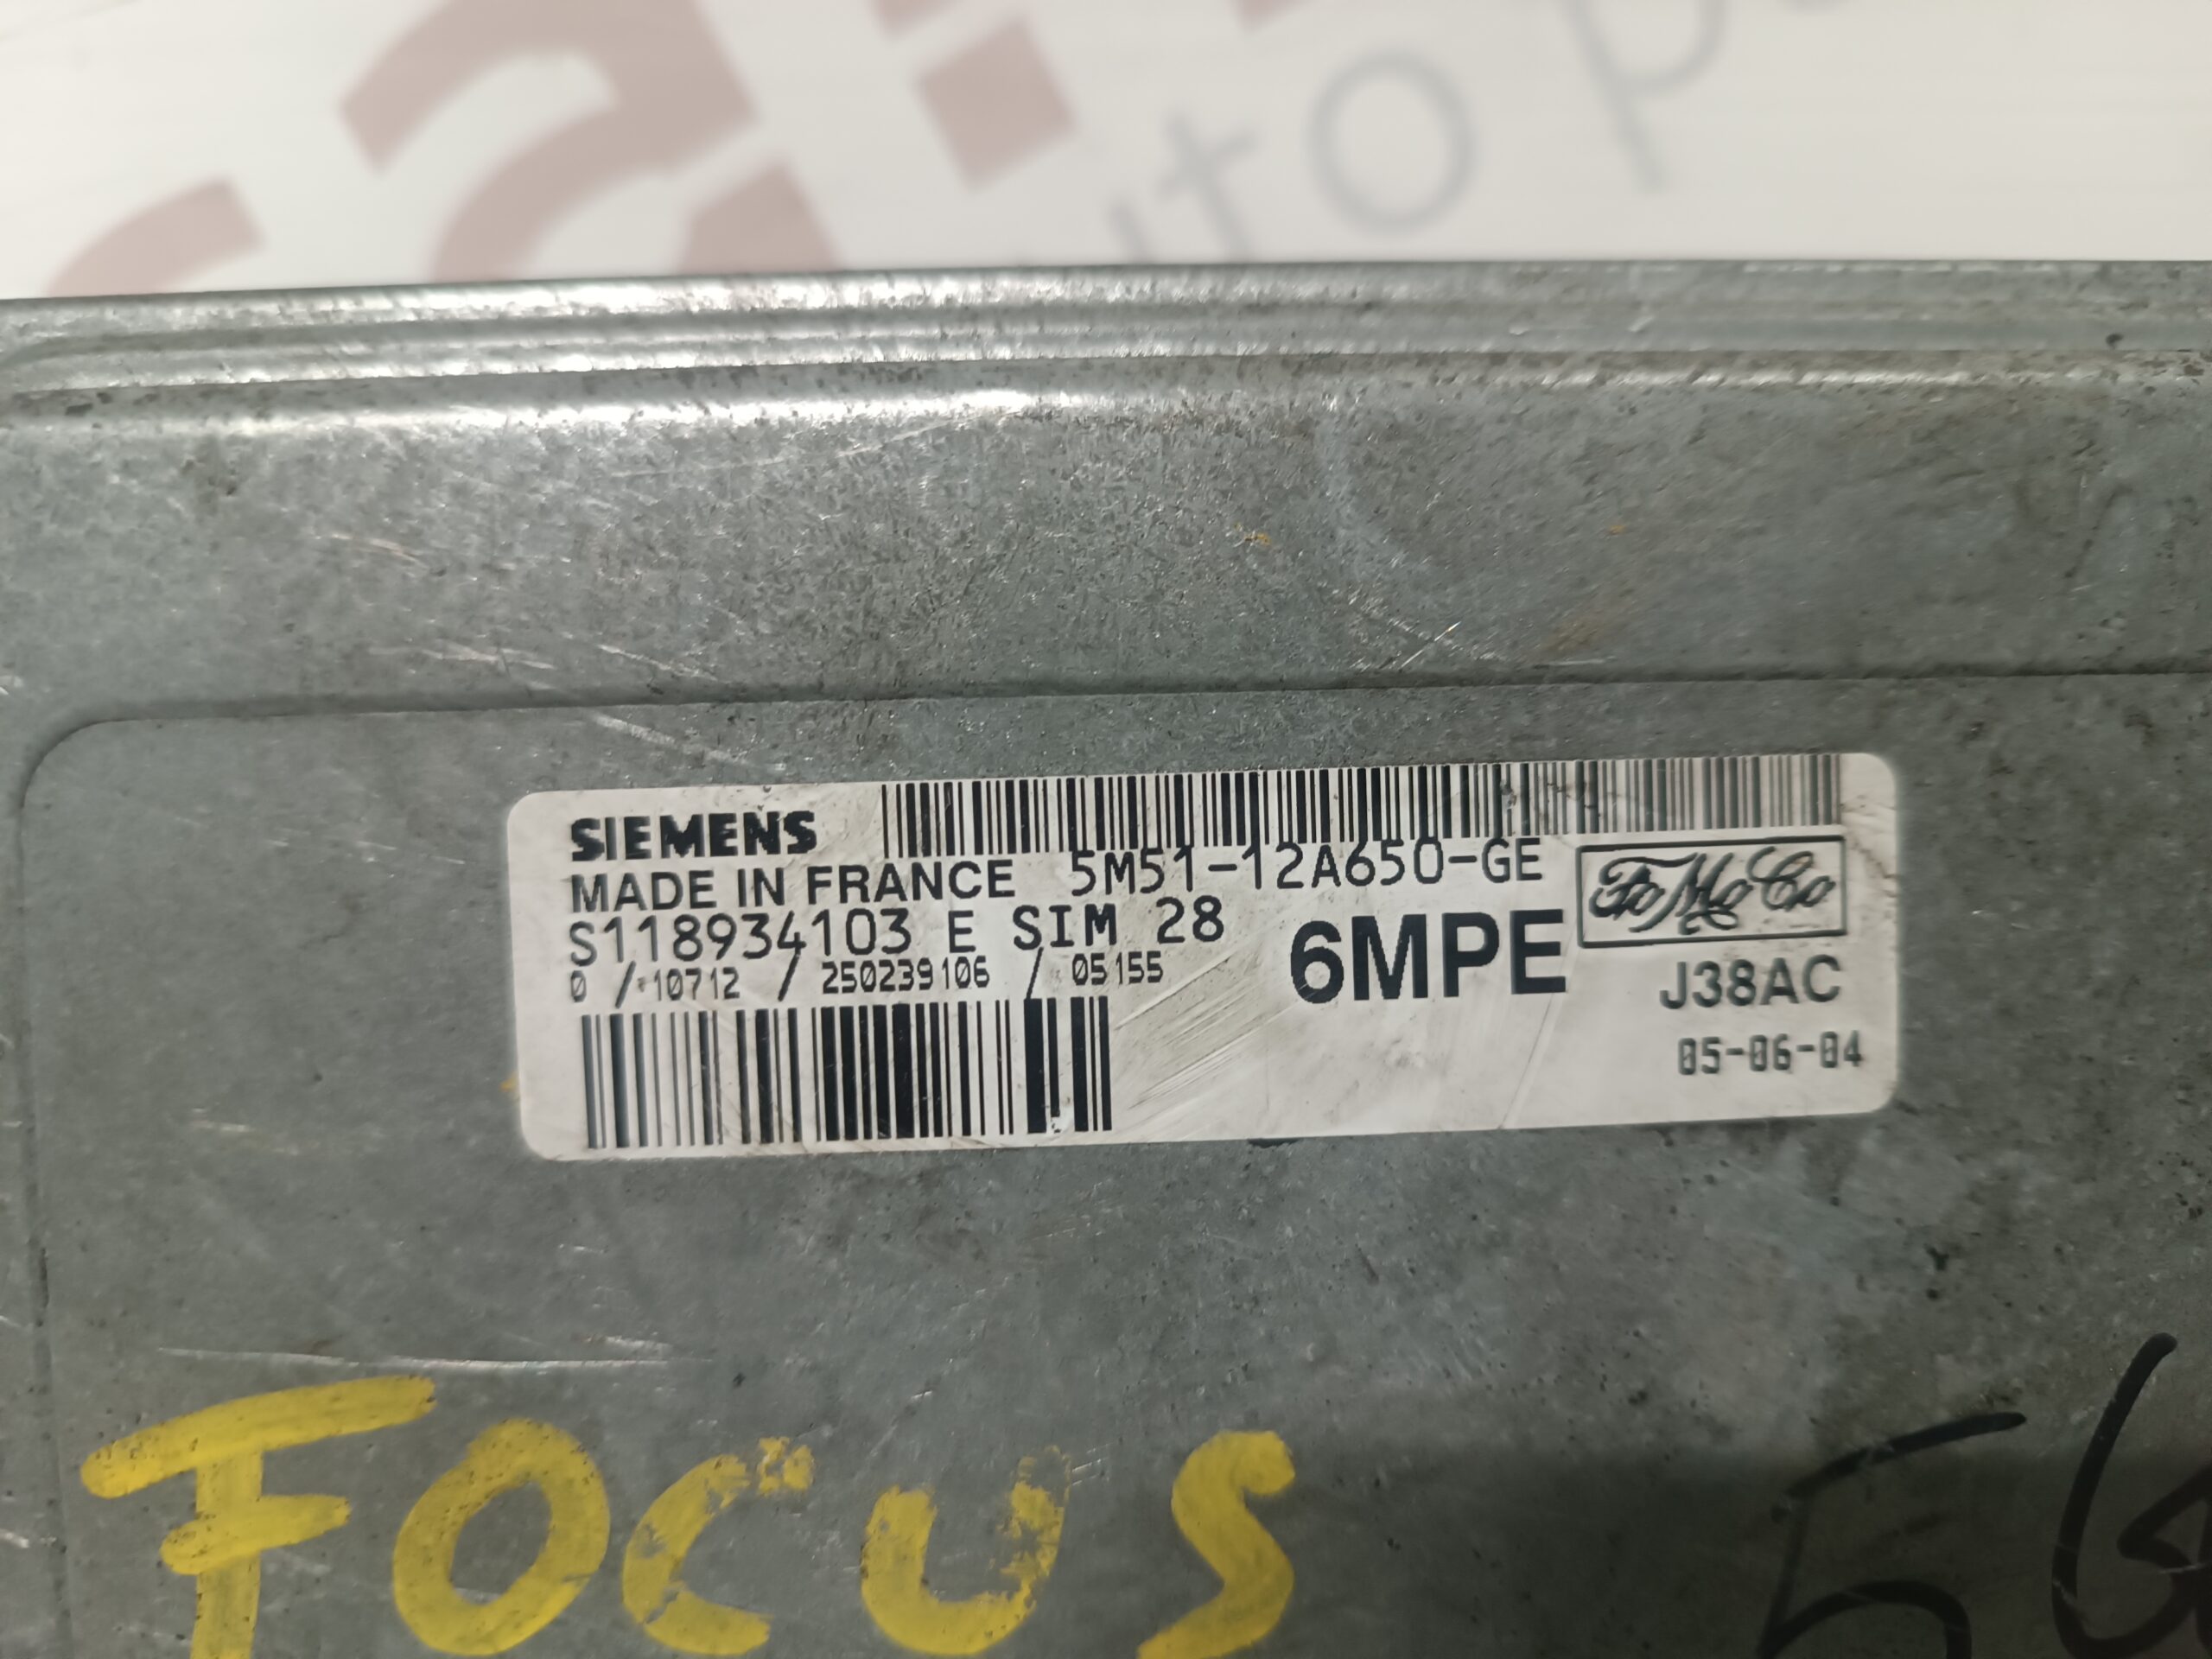 uto p
SIEMENS
MADE IN FRANCE 5M51-12A650-GE
S118934103 E SIM 28
6MPE
FoMoCo
0 / 10712 / 250239106 / 05155
J38AC
05-06-04
FOCUS